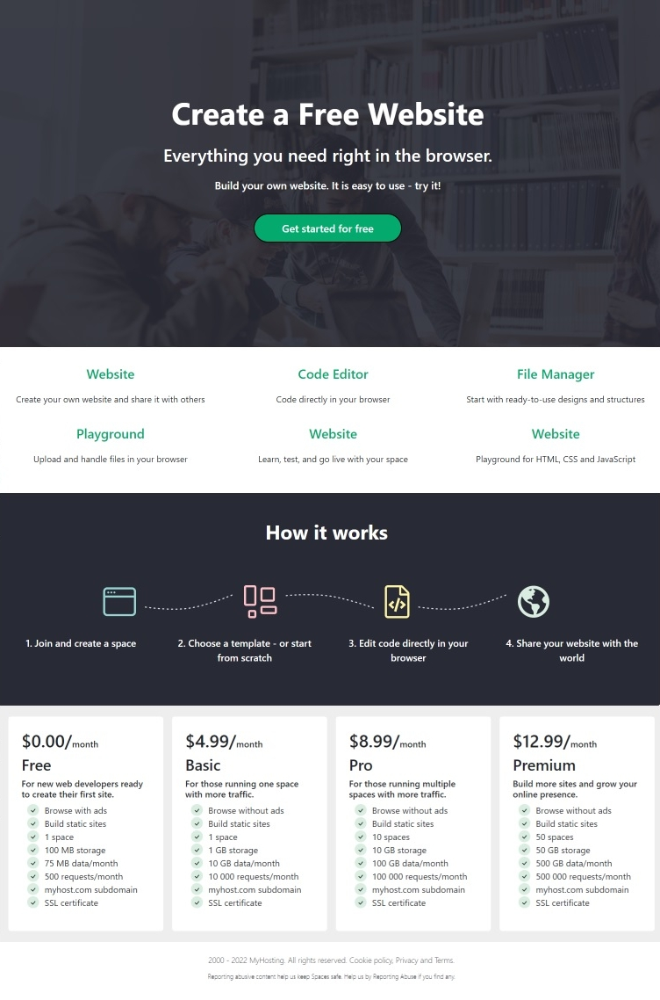 Create a Free Website
Everything you need right in the browser.
Build your own website. It is easy to use - try it!
Get started for free
Website
Create your own website and share it with others
Code Editor
Code directly in your browser
File Manager
Start with ready-to-use designs and structures
Playground
Upload and handle files in your browser
Website
Learn, test, and go live with your space
Website
Playground for HTML, CSS and JavaScript
How it works
1. Join and create a space
2. Choose a template - or start
from scratch
3. Edit code directly in your
browser
4. Share your website with the
world
$0.00/month
Free
For new web developers ready
to create their first site.
Browse with ads
Build static sites
1 space
100 MB storage
75 MB data/month
500 requests/month
myhost.com subdomain
SSL certificate
$4.99/month
Basic
For those running one space
with more traffic.
Browse without ads
Build static sites
1 space
1 GB storage
10 GB data/month
10 000 requests/month
myhost.com subdomain
SSL certificate
$8.99/month
Pro
For those running multiple
spaces with more traffic.
Browse without ads
Build static sites
10 spaces
10 GB storage
100 GB data/month
100 000 requests/month
myhost.com subdomain
SSL certificate
$12.99/month
Premium
Build more sites and grow your
online presence.
Browse without ads
Build static sites
50 spaces
50 GB storage
500 GB data/month
500 000 requests/month
myhost.com subdomain
SSL certificate
2000 - 2022 MyHosting. All rights reserved. Cookie policy, Privacy and Terms.
Reporting abusive content help us keep Spaces safe. Help us by Reporting Abuse if you find any.